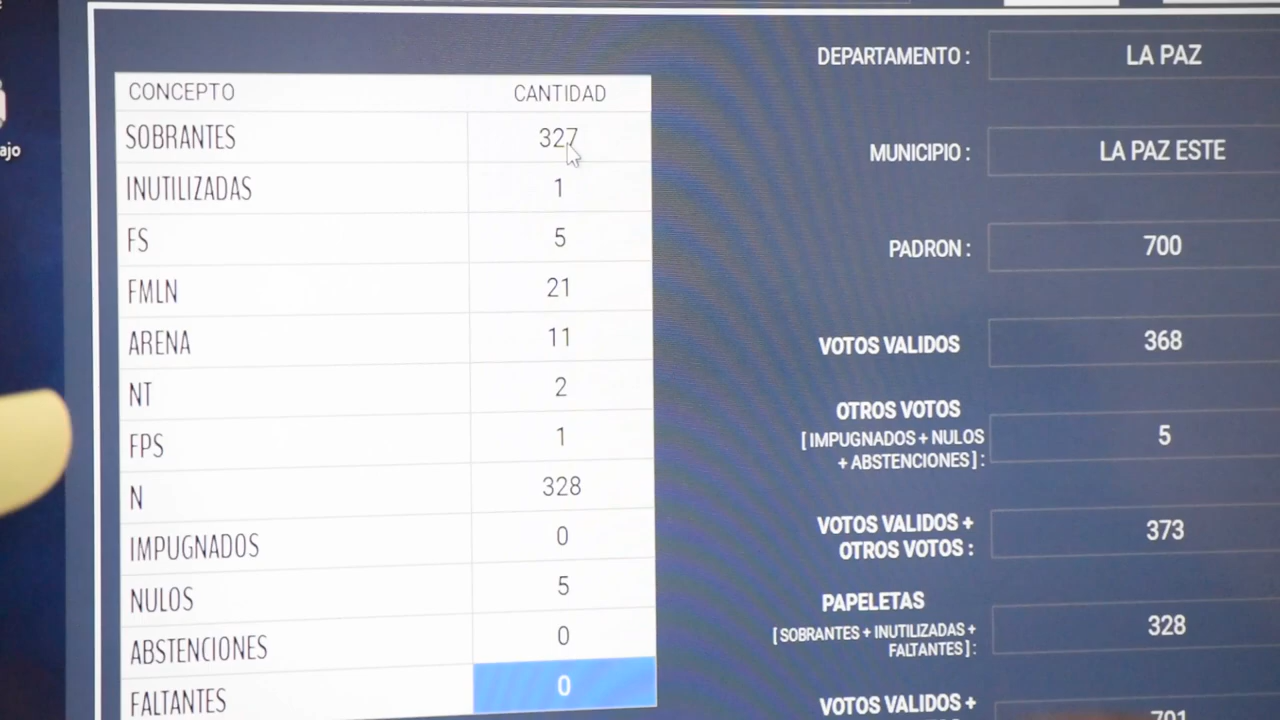 ajo
CONCEPTO CANTIDAD
SOBRANTES 327
INUTILIZADAS 1
FS 5
FMLN 21
ARENA 11
NT 2
FPS 1
N 328
IMPUGNADOS 0
NULOS 5
ABSTENCIONES 0
FALTANTES 0
DEPARTAMENTO : LA PAZ
MUNICIPIO : LA PAZ ESTE
PADRON : 700
VOTOS VALIDOS 368
OTROS VOTOS
[ IMPUGNADOS + NULOS
+ ABSTENCIONES ] :
5
VOTOS VALIDOS +
OTROS VOTOS :
373
PAPELETAS
[ SOBRANTES + INUTILIZADAS +
FALTANTES ] :
328
VOTOS VALIDOS +
701